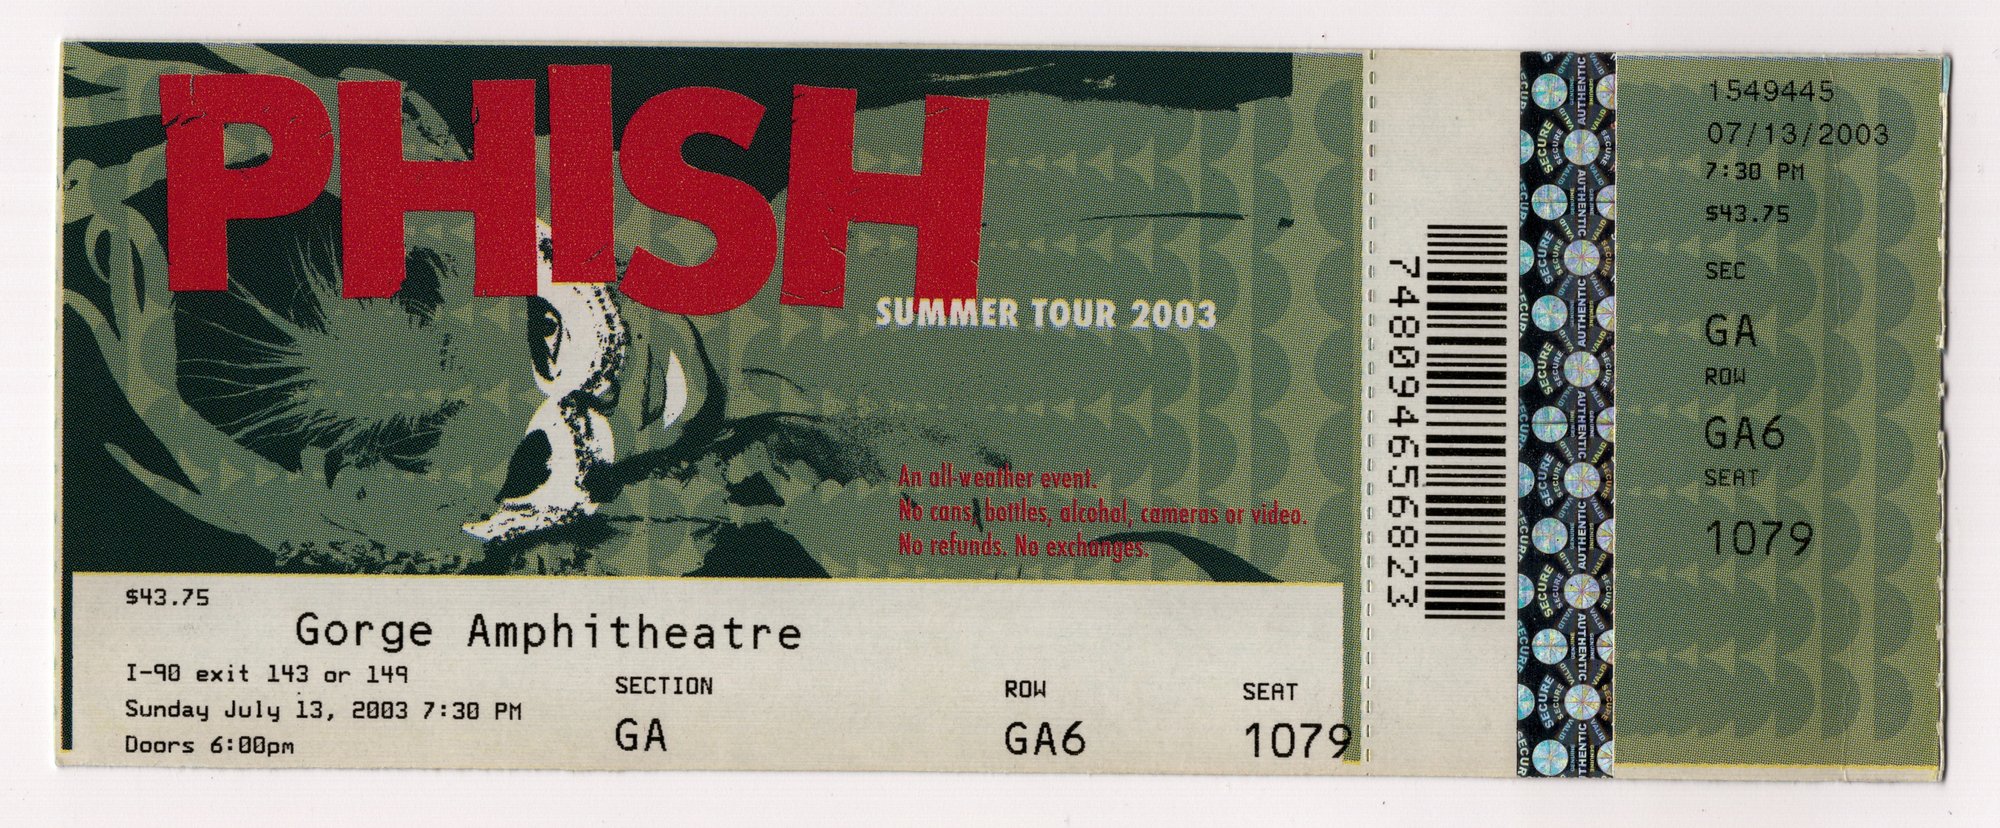 PHISH
SUMMER TOUR 2003
An all-weather event.
No cans, bottles, alcohol, cameras or video.
No refunds. No exchanges.
$43.75
Gorge Amphitheatre
I-90 exit 143 or 149
Sunday July 13, 2003 7:30 PM
Doors 6:00pm
SECTION
GA
ROW
GA6
SEAT
1079
748094656823
AUTHENTIC
SECURE
VALID
GENUINE
1549445
07/13/2003
7:30 PM
$43.75
SEC
GA
ROW
GA6
SEAT
1079